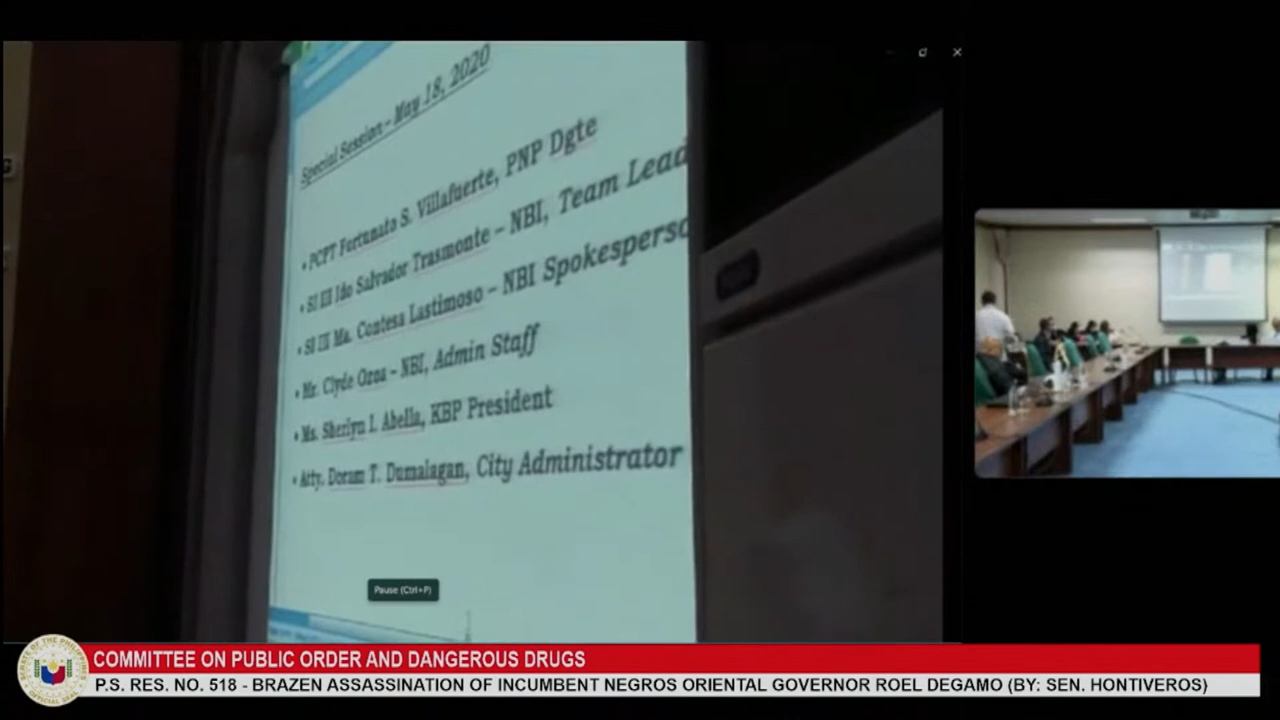 Special Session – May 18, 2020
• PCPT Fortunato S. Villafuerte, PNP Dgte
• SI III Ido Salvador Trasmonte – NBI, Team Lead
• SI III Ma. Contesa Lastimoso – NBI Spokesperso
• Mr. Clyde Ozoa – NBI, Admin Staff
• Ms. Sherlyn I. Abella, KBP President
• Atty. Doram T. Dumalagan, City Administrator
Pause (Ctrl+P)
COMMITTEE ON PUBLIC ORDER AND DANGEROUS DRUGS
P.S. RES. NO. 518 - BRAZEN ASSASSINATION OF INCUMBENT NEGROS ORIENTAL GOVERNOR ROEL DEGAMO (BY: SEN. HONTIVEROS)